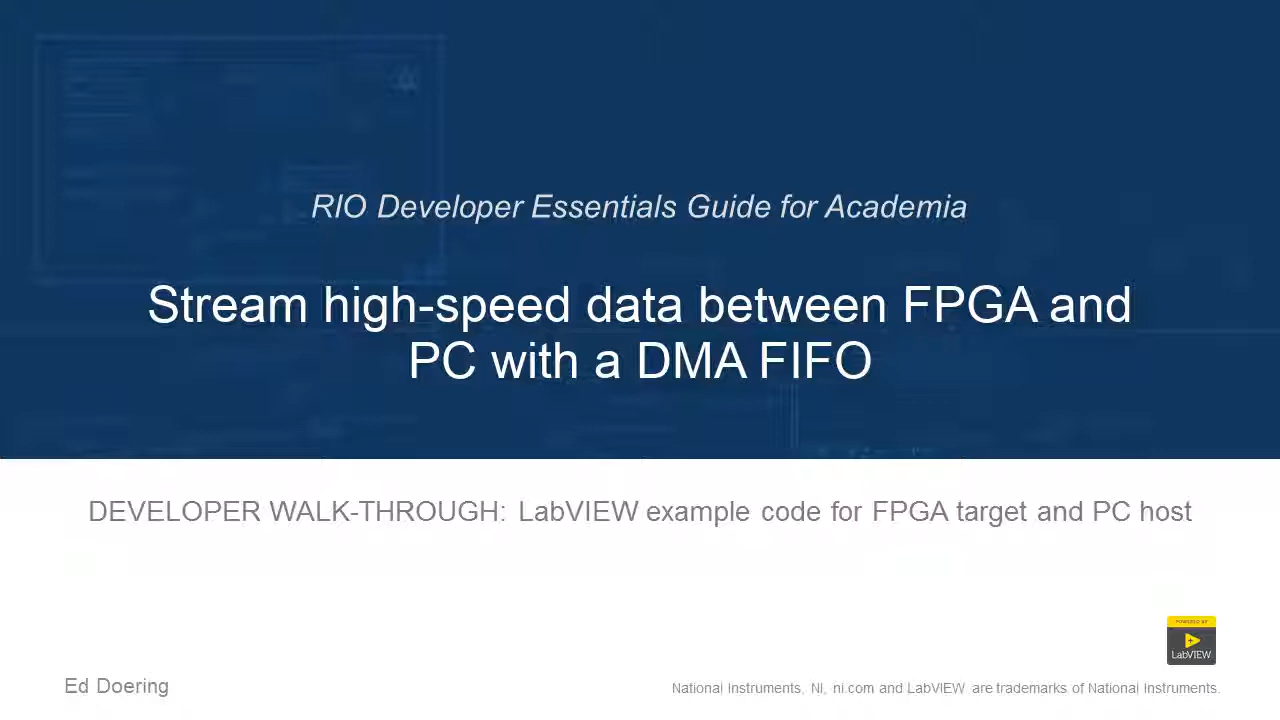 RIO Developer Essentials Guide for Academia
Stream high-speed data between FPGA and
PC with a DMA FIFO
DEVELOPER WALK-THROUGH: LabVIEW example code for FPGA target and PC host
POWERED BY
LabVIEW
Ed Doering
National Instruments, NI, ni.com and LabVIEW are trademarks of National Instruments.